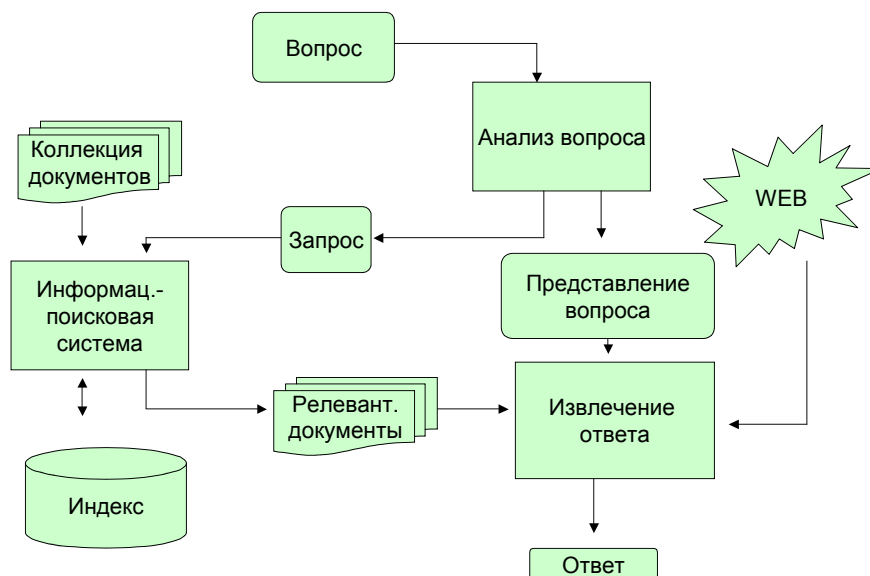 Вопрос
Анализ вопроса
Коллекция
документов
WEB
Запрос
Представление
вопроса
Информац.-
поисковая
система
Релевант.
документы
Извлечение
ответа
Индекс
Ответ